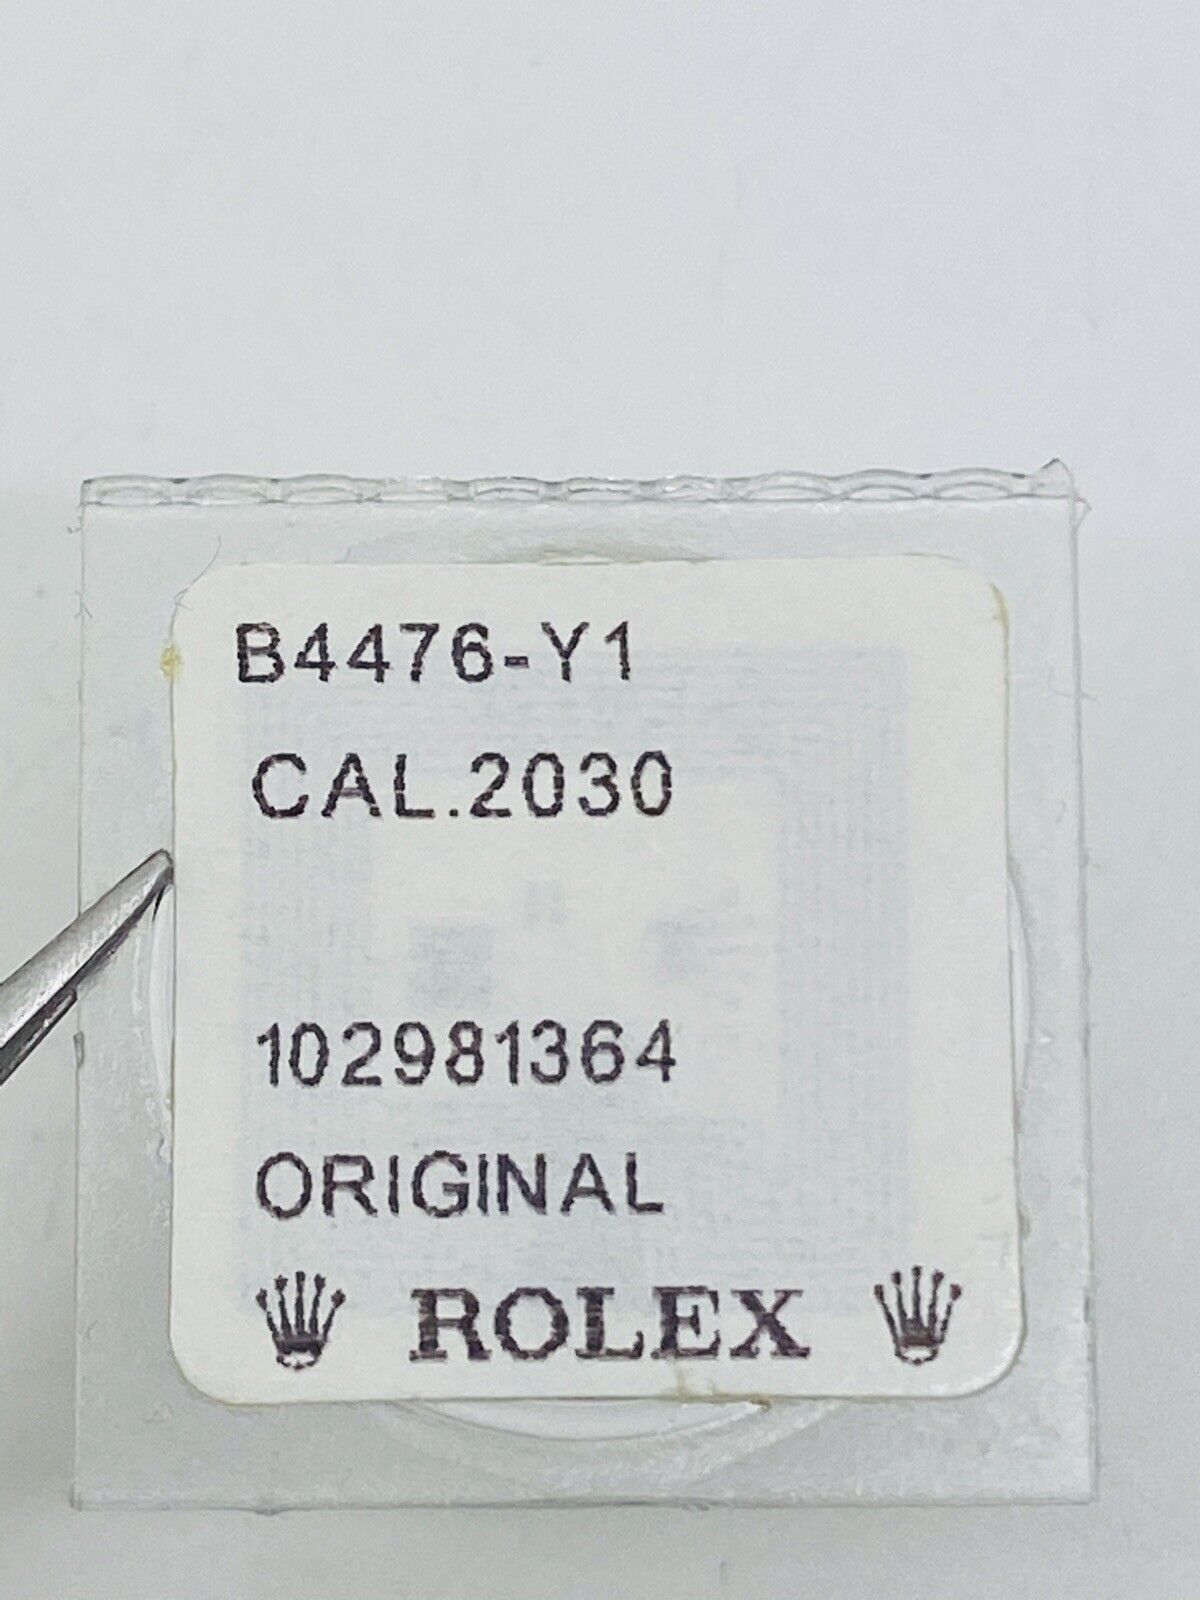 B4476-Y1
CAL.2030
102981364
ORIGINAL
ROLEX